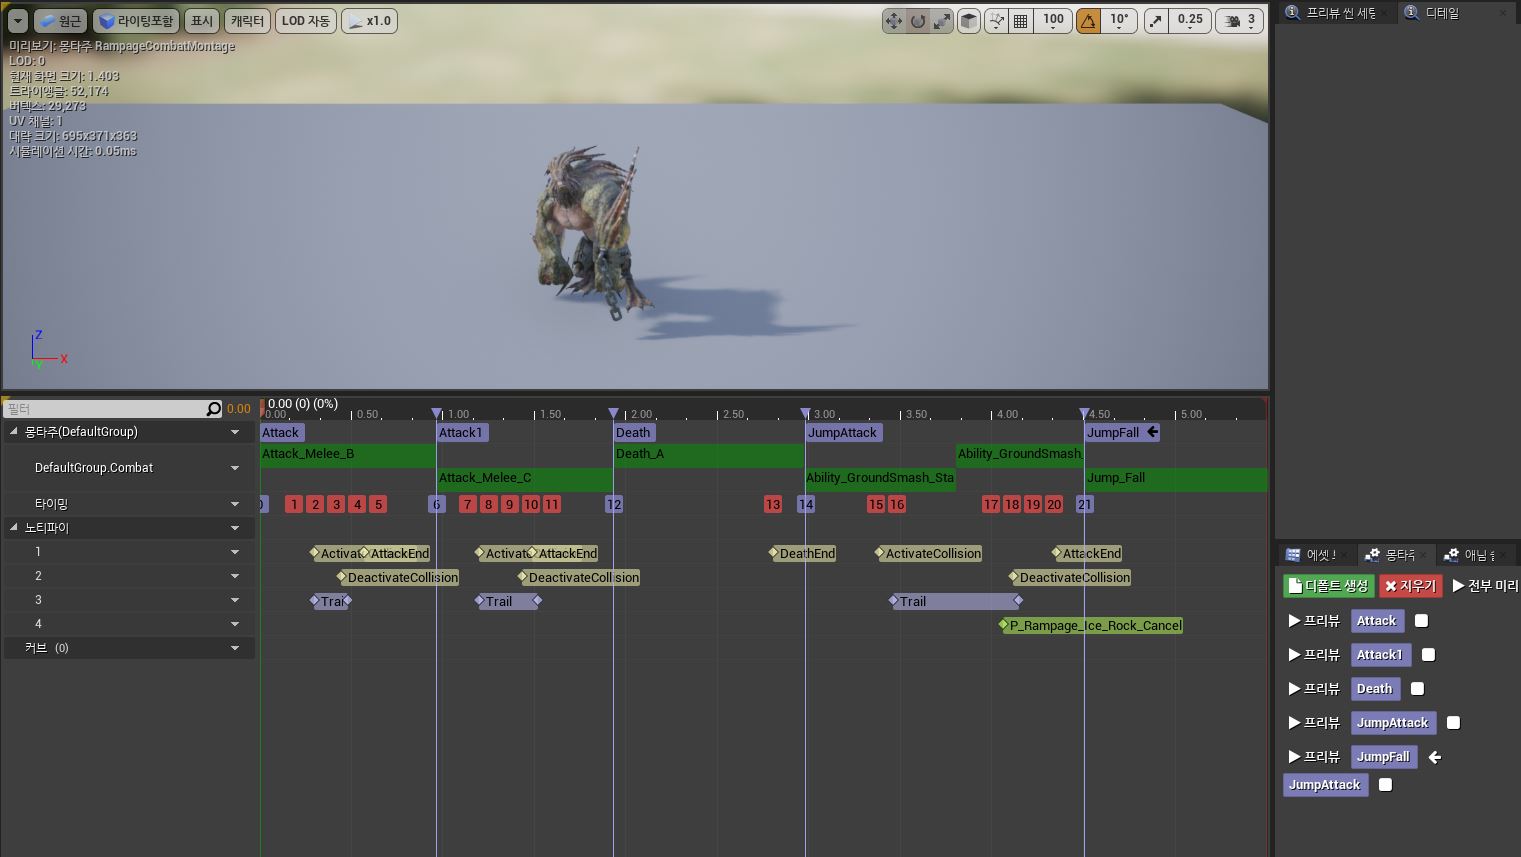 원근 라이팅포함 표시 캐릭터 LOD 자동 x1.0 100 10° 0.25 3
미리보기: 몽타주 RampageCombatMontage
LOD: 0
현재 화면 크기: 1.403
트라이앵글: 52,174
버텍스: 29,273
UV 채널: 1
대략 크기: 695x371x363
시뮬레이션 시간: 0.05ms
Z
X
Y
프리뷰 씬 세팅 디테일
필터 0.00 0.00 (0) (0%)
0.00 0.50 1.00 1.50 2.00 2.50 3.00 3.50 4.00 4.50 5.00
몽타주(DefaultGroup) Attack Attack1 Death JumpAttack JumpFall
Attack_Melee_B Death_A Ability_GroundSmash_
DefaultGroup.Combat
Attack_Melee_C Ability_GroundSmash_Sta Jump_Fall
타이밍 1 2 3 4 5 6 7 8 9 10 11 12 13 14 15 16 17 18 19 20 21
노티파이
1 Activat AttackEnd Activat AttackEnd DeathEnd ActivateCollision AttackEnd
2 DeactivateCollision DeactivateCollision DeactivateCollision
3 Trai Trail Trail
4 P_Rampage_Ice_Rock_Cancel
커브 (0)
에셋 몽타주 애님
디폴트 생성 지우기 전부 미리
프리뷰 Attack
프리뷰 Attack1
프리뷰 Death
프리뷰 JumpAttack
프리뷰 JumpFall
JumpAttack